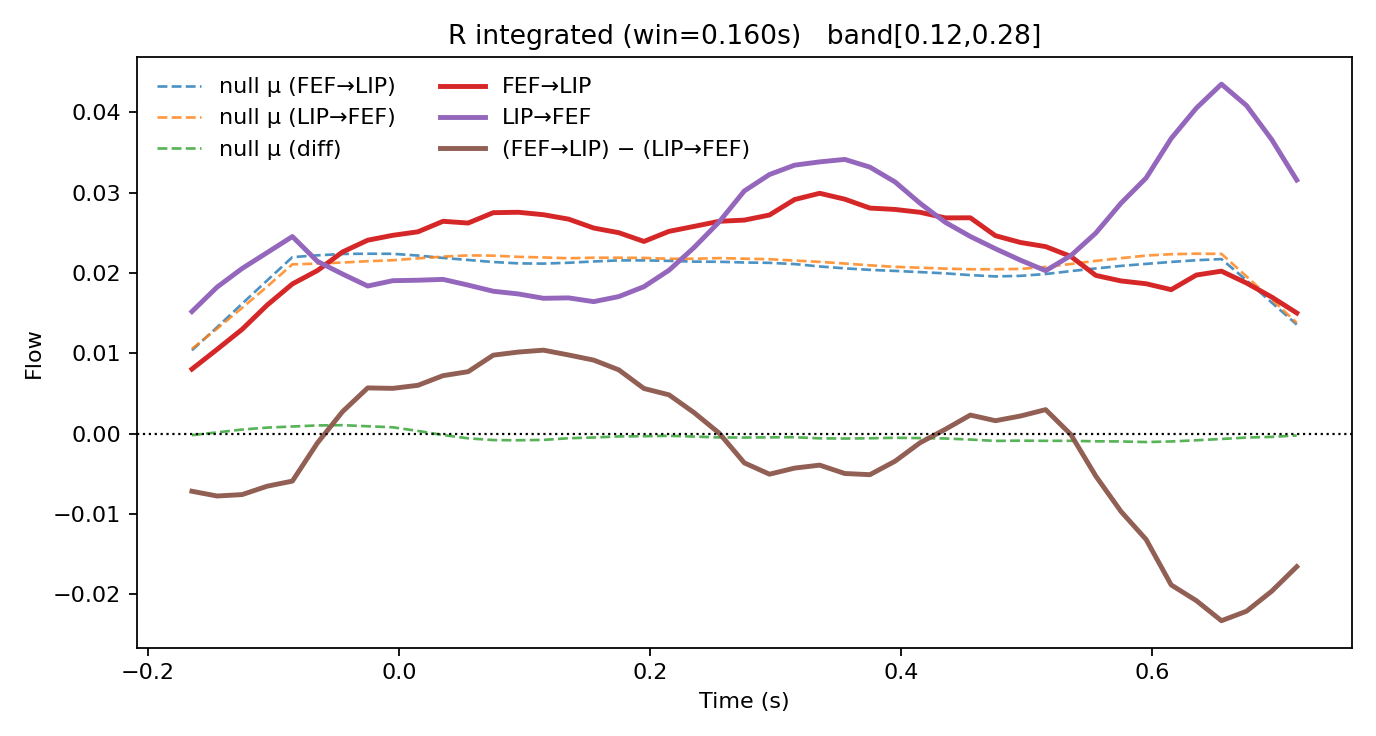 R integrated (win=0.160s)   band[0.12,0.28]
null μ (FEF→LIP)
null μ (LIP→FEF)
null μ (diff)
FEF→LIP
LIP→FEF
(FEF→LIP) − (LIP→FEF)
Flow
0.04
0.03
0.02
0.01
0.00
−0.01
−0.02
−0.2
0.0
0.2
0.4
0.6
Time (s)